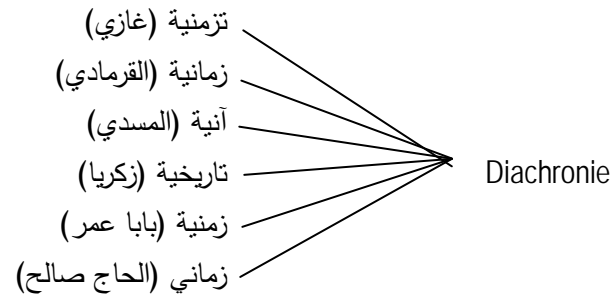 تزمنية (غازي)
زمانية (القرمادي)
آنية (المسدي)
تاريخية (زكريا)
Diachronie
زمنية (بابا عمر)
زماني (الحاج صالح)